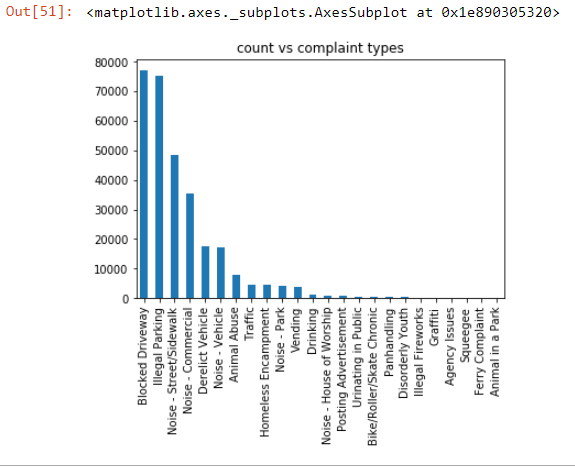 Out[51]: <matplotlib.axes._subplots.AxesSubplot at 0x1e890305320>
count vs complaint types
80000
70000
60000
50000
40000
30000
20000
10000
0
Blocked Driveway
Illegal Parking
Noise - Street/Sidewalk
Noise - Commercial
Derelict Vehicle
Noise - Vehicle
Animal Abuse
Traffic
Homeless Encampment
Noise - Park
Vending
Drinking
Noise - House of Worship
Posting Advertisement
Urinating in Public
Bike/Roller/Skate Chronic
Panhandling
Disorderly Youth
Illegal Fireworks
Graffiti
Agency Issues
Squeegee
Ferry Complaint
Animal in a Park